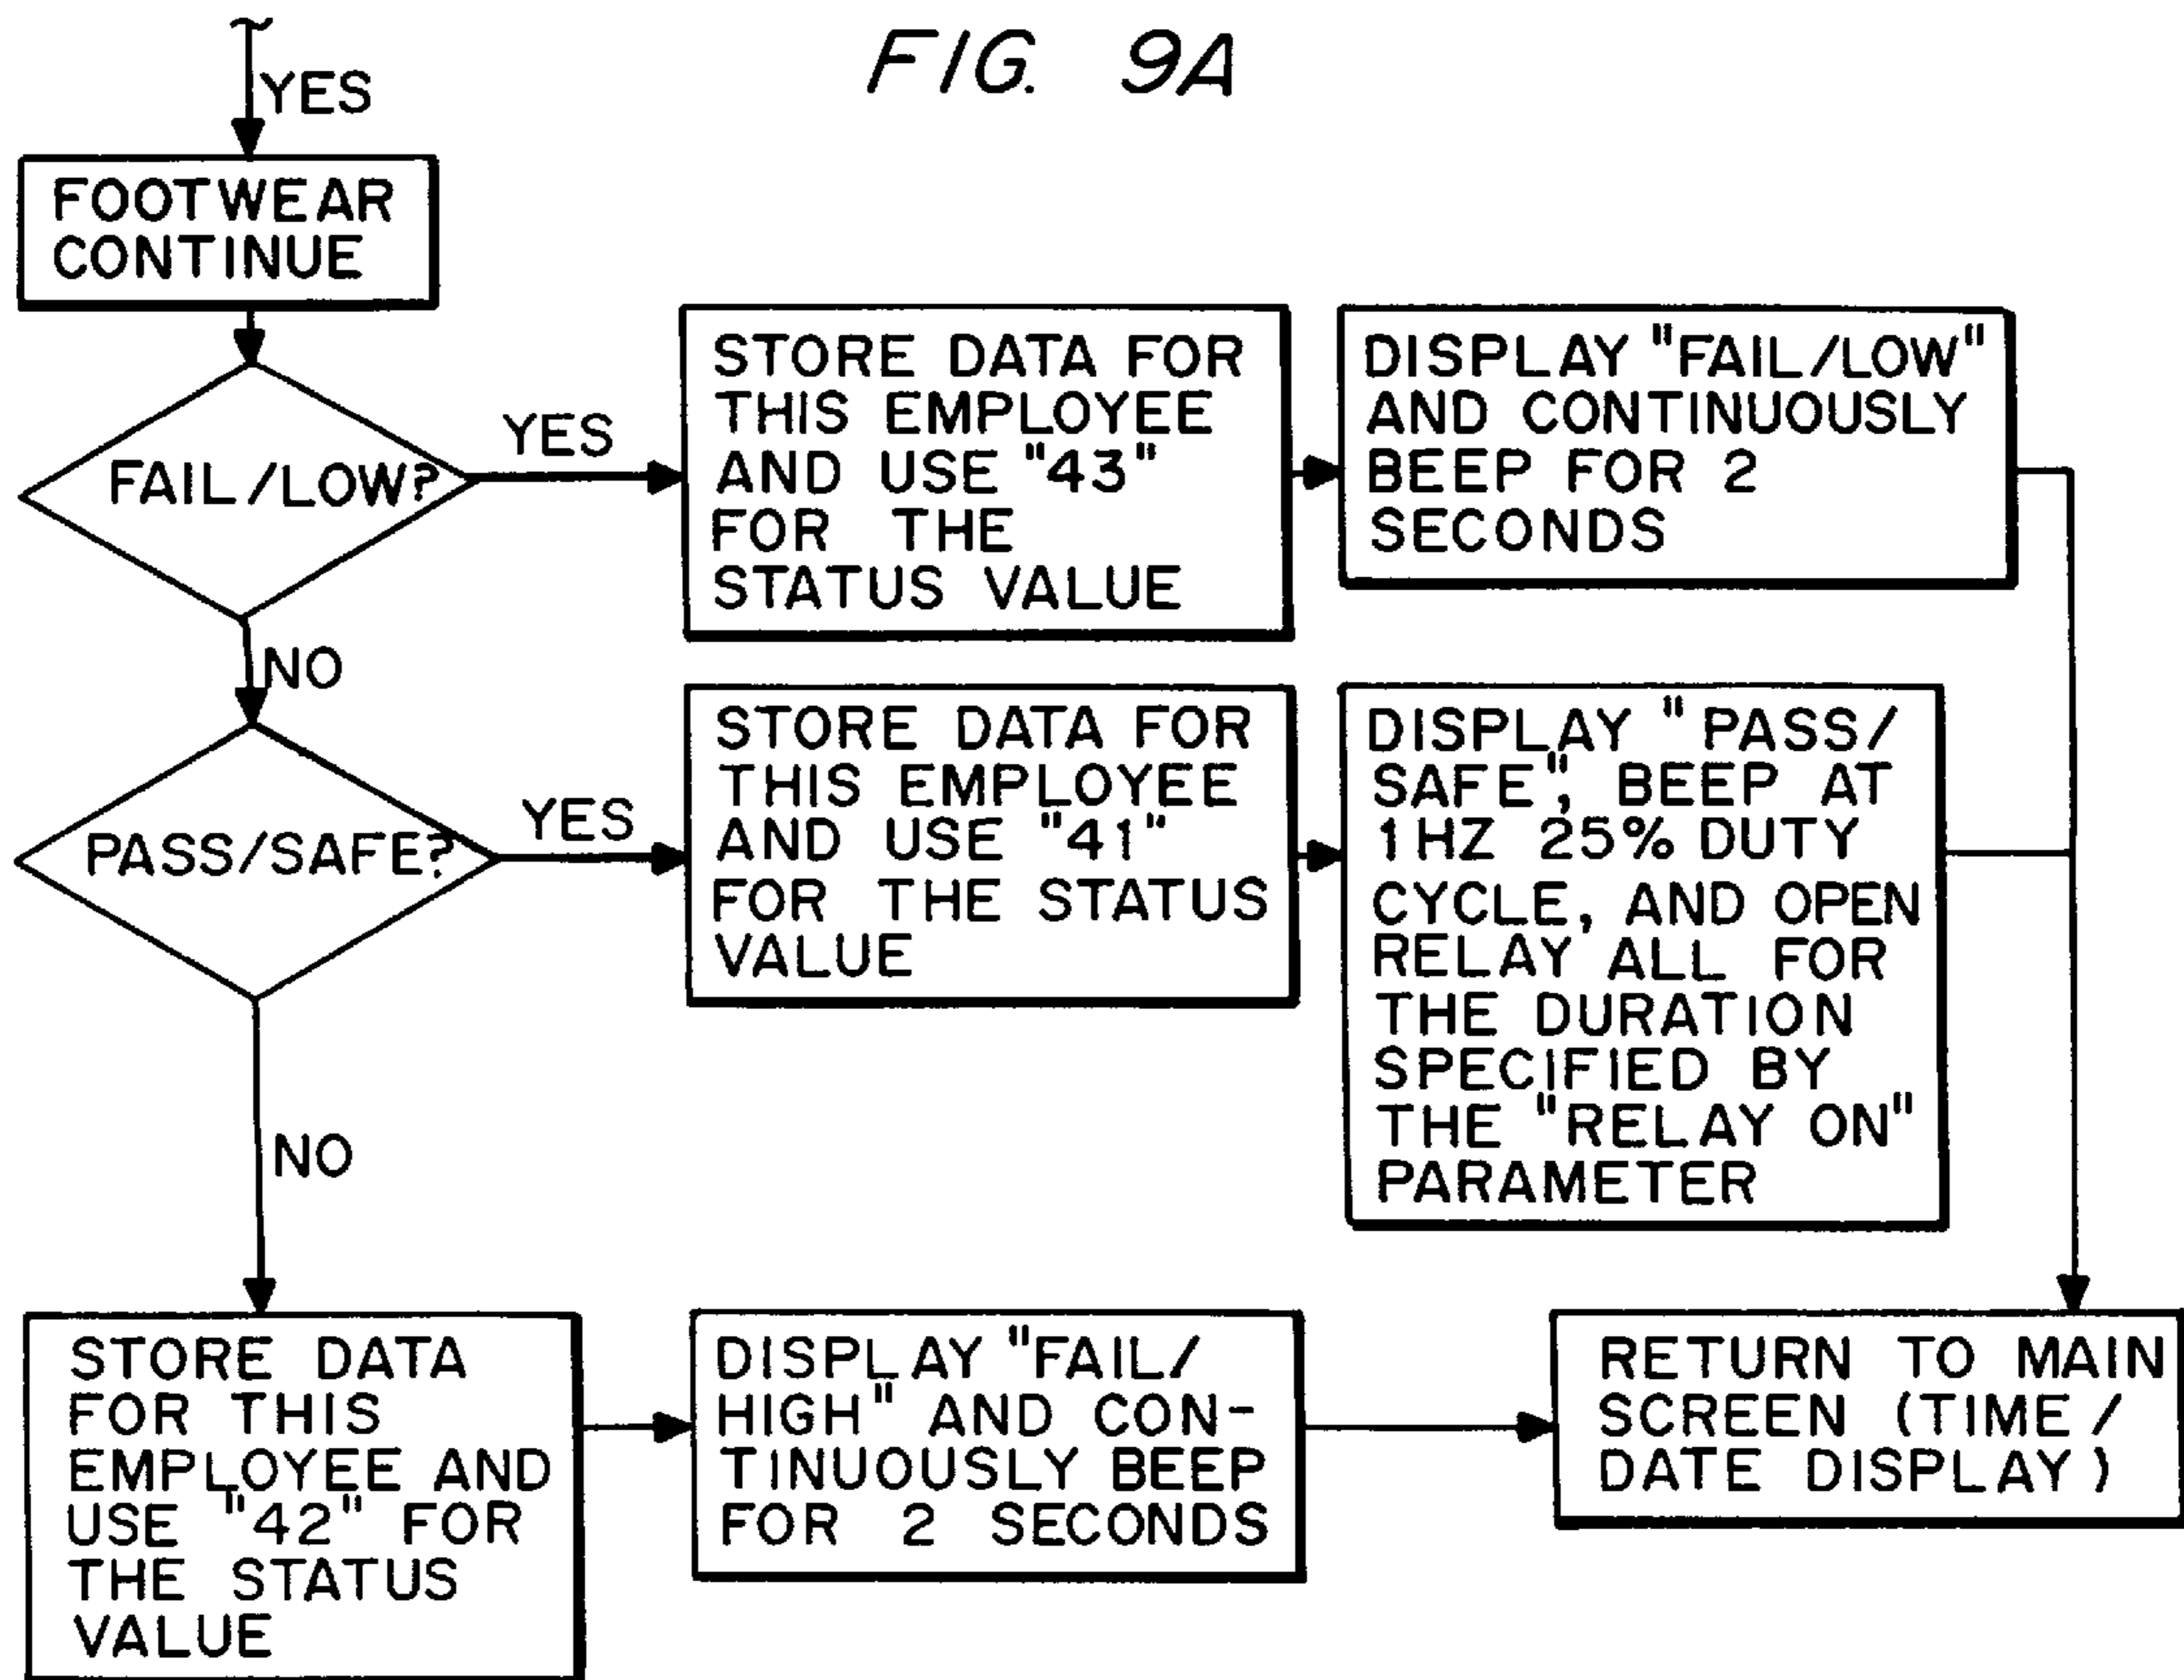 FIG. 9A
YES
FOOTWEAR
CONTINUE
FAIL/LOW?
YES
STORE DATA FOR
THIS EMPLOYEE
AND USE "43"
FOR THE
STATUS VALUE
DISPLAY "FAIL/LOW"
AND CONTINUOUSLY
BEEP FOR 2
SECONDS
NO
PASS/SAFE?
YES
STORE DATA FOR
THIS EMPLOYEE
AND USE "41"
FOR THE STATUS
VALUE
DISPLAY "PASS/
SAFE", BEEP AT
1HZ 25% DUTY
CYCLE, AND OPEN
RELAY ALL FOR
THE DURATION
SPECIFIED BY
THE "RELAY ON"
PARAMETER
NO
STORE DATA
FOR THIS
EMPLOYEE AND
USE "42" FOR
THE STATUS
VALUE
DISPLAY "FAIL/
HIGH" AND CON-
TINUOUSLY BEEP
FOR 2 SECONDS
RETURN TO MAIN
SCREEN (TIME/
DATE DISPLAY)